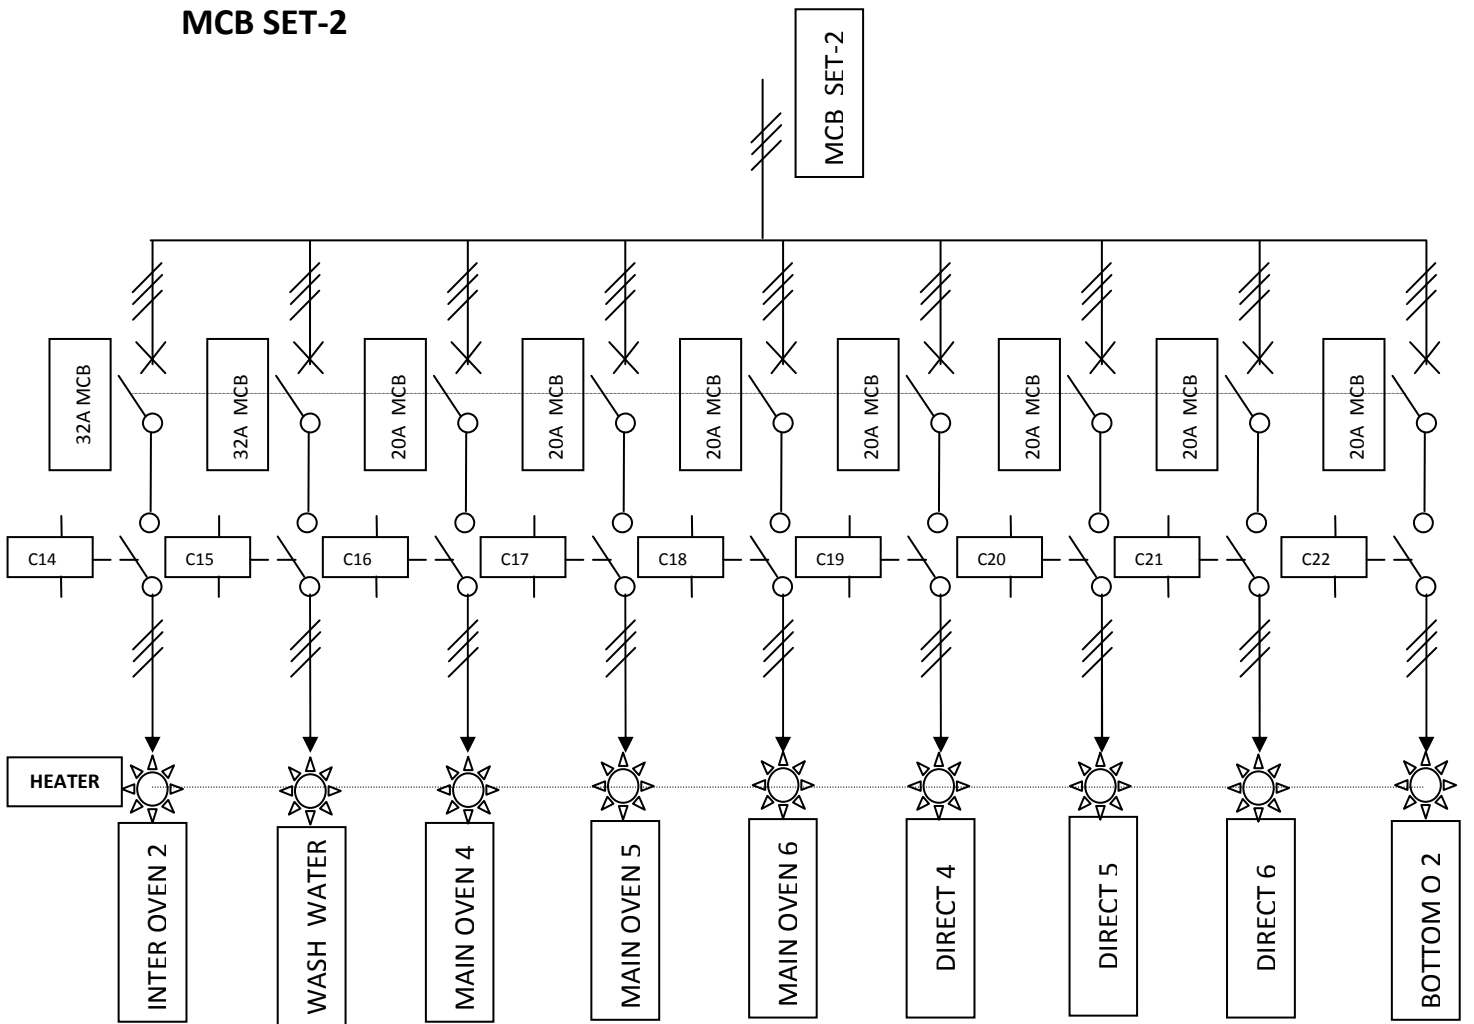 MCB SET-2
MCB SET-2
32A MCB
32A MCB
20A MCB
20A MCB
20A MCB
20A MCB
20A MCB
20A MCB
20A MCB
C14
C15
C16
C17
C18
C19
C20
C21
C22
HEATER
INTER OVEN 2
WASH WATER
MAIN OVEN 4
MAIN OVEN 5
MAIN OVEN 6
DIRECT 4
DIRECT 5
DIRECT 6
BOTTOM O 2